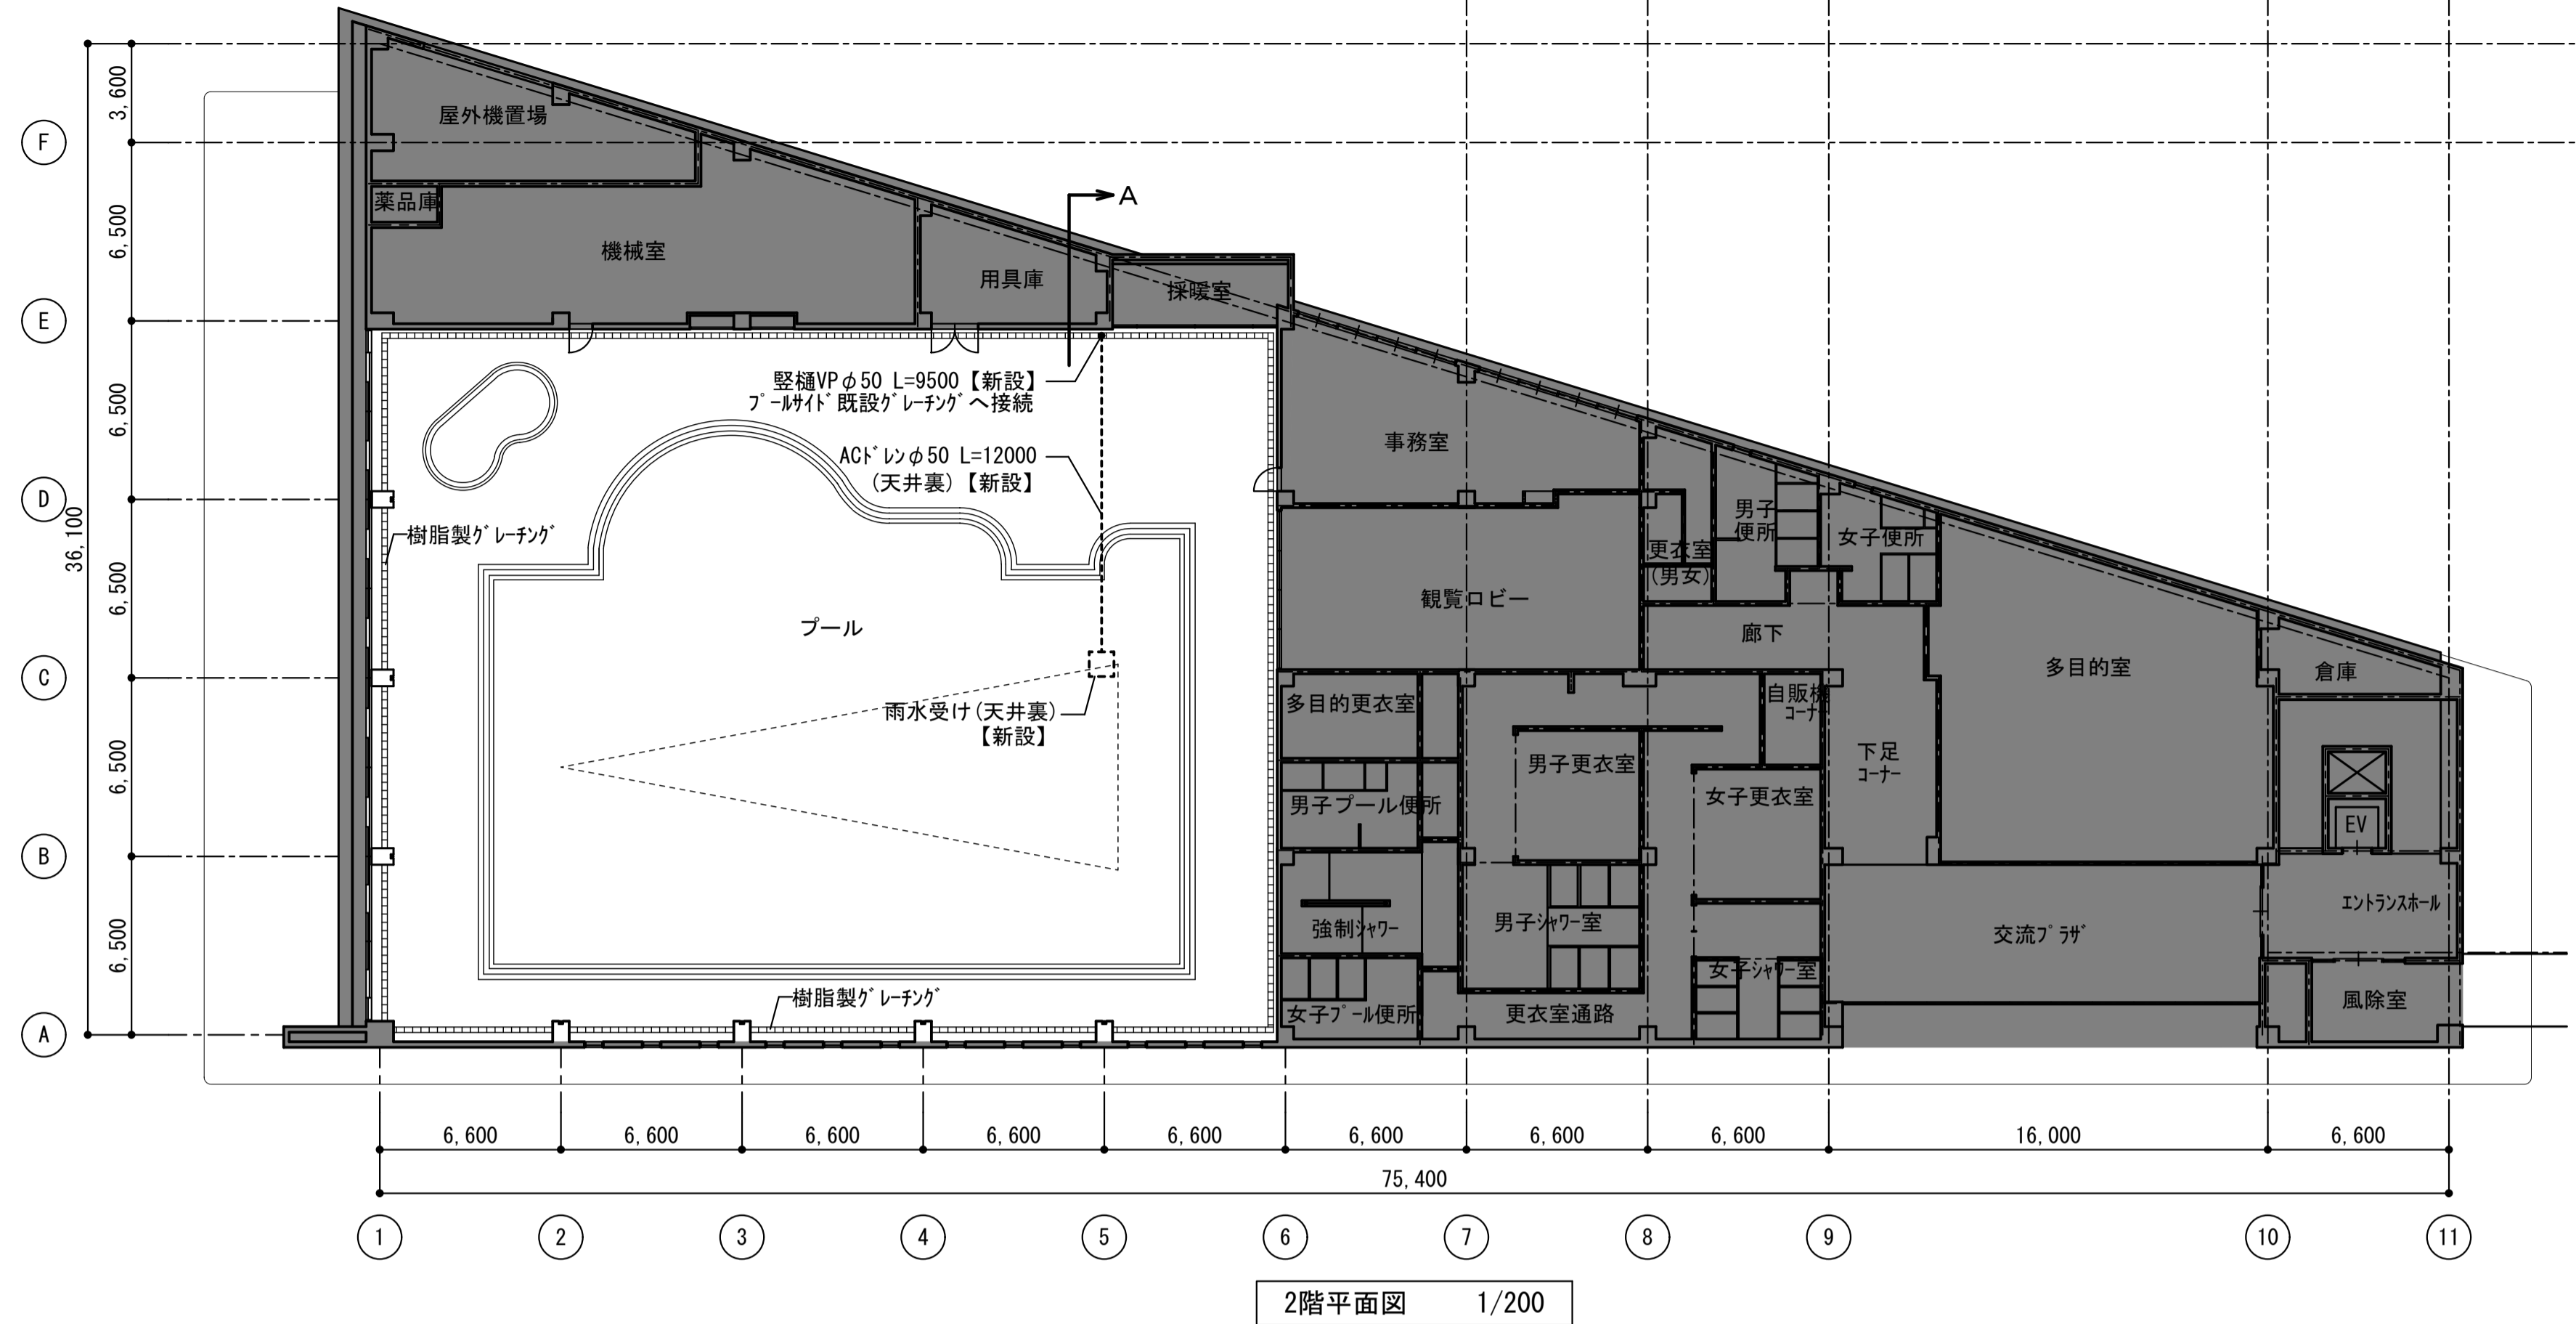 3,600
F
屋外機置場
薬品庫
6,500
A
機械室
用具庫
採暖室
E
竪樋VPφ50 L=9500【新設】
プールサイド既設グレーチングへ接続
6,500
ACドレンφ50 L=12000
(天井裏)【新設】
事務室
D
36,100
樹脂製グレーチング
男子
便所
女子便所
更衣室
(男女)
6,500
観覧ロビー
プール
廊下
C
多目的室
倉庫
雨水受け(天井裏)
【新設】
多目的更衣室
自販機
コーナー
6,500
男子更衣室
下足
コーナー
男子プール便所
女子更衣室
EV
B
6,500
強制シャワー
男子シャワー室
エントランスホール
交流プラザ
女子シャワー室
樹脂製グレーチング
女子プール便所
更衣室通路
風除室
A
6,600
6,600
6,600
6,600
6,600
6,600
6,600
6,600
16,000
6,600
75,400
1
2
3
4
5
6
7
8
9
10
11
2階平面図 1/200